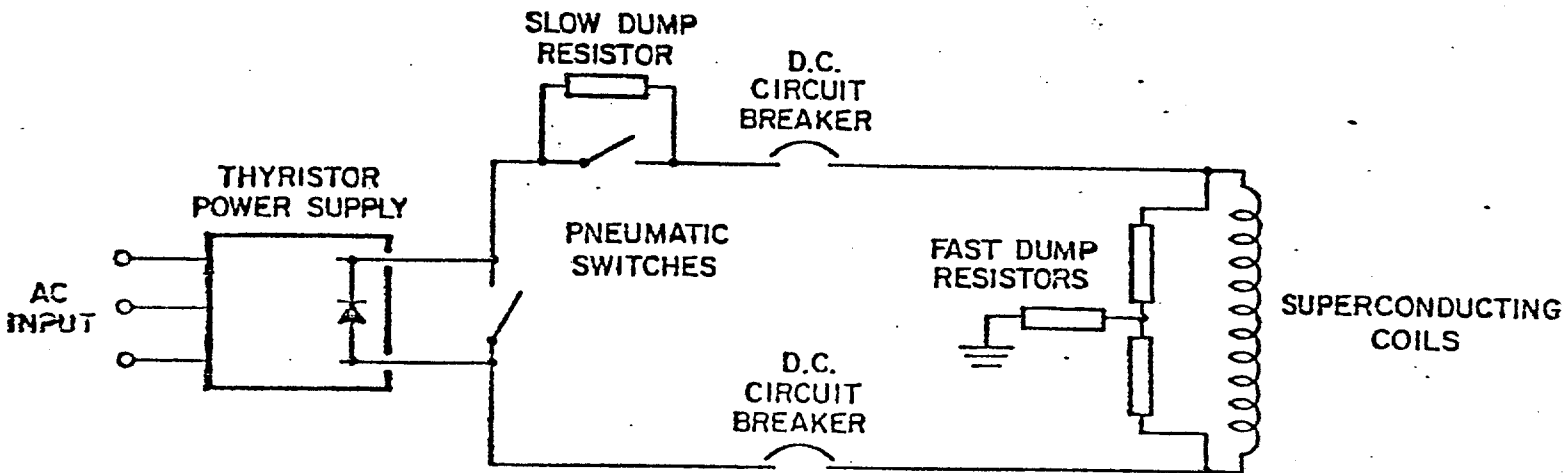 SLOW DUMP
RESISTOR
D.C.
CIRCUIT
BREAKER
THYRISTOR
POWER SUPPLY
PNEUMATIC
SWITCHES
FAST DUMP
RESISTORS
AC
INPUT
SUPERCONDUCTING
COILS
D.C.
CIRCUIT
BREAKER